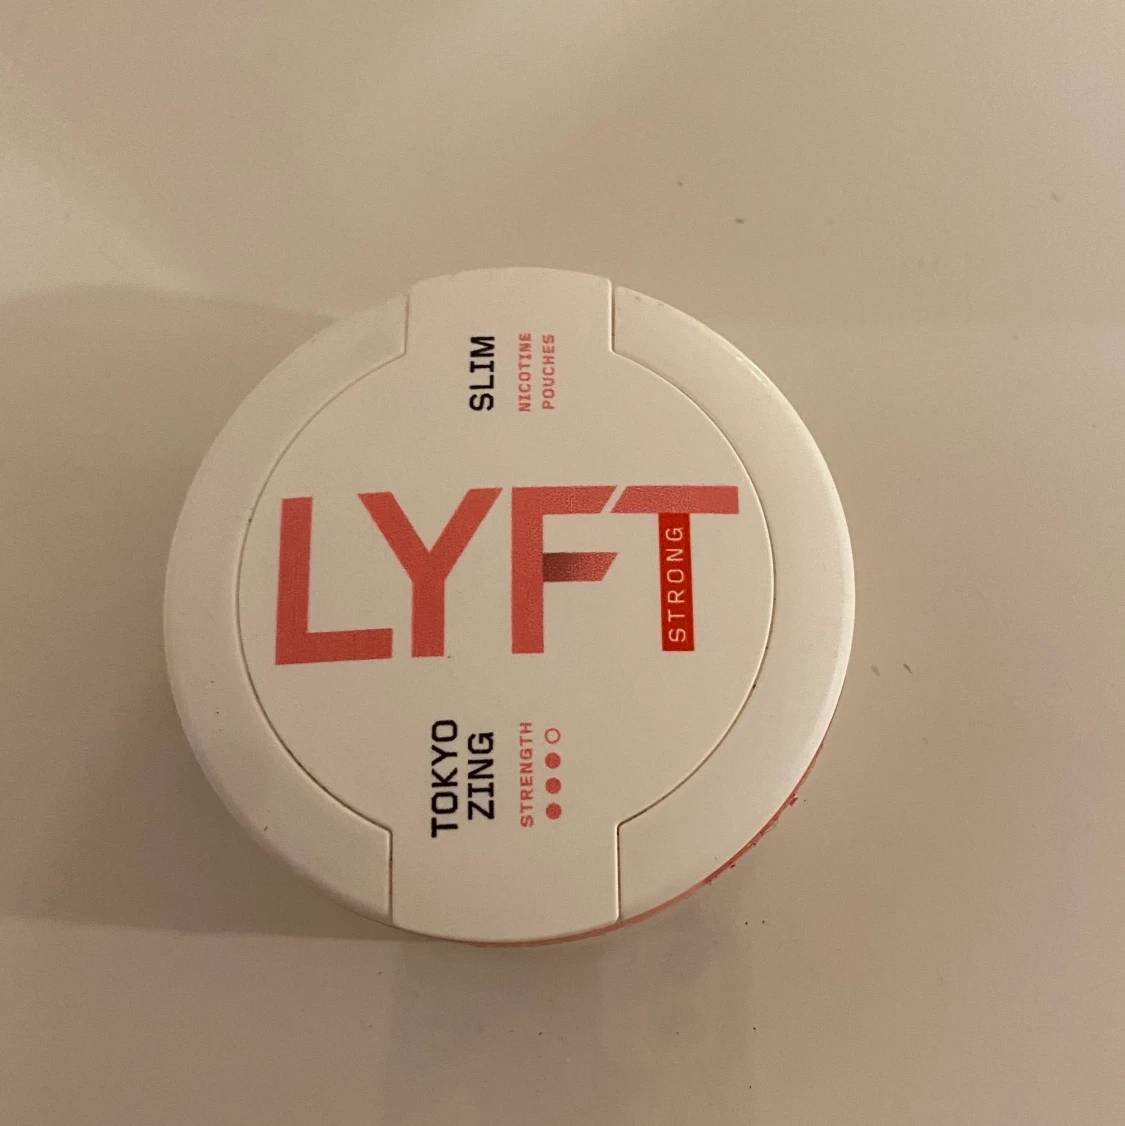 SLIM
NICOTINE
POUCHES
LYFT
STRONG
TOKYO
ZING
STRENGTH